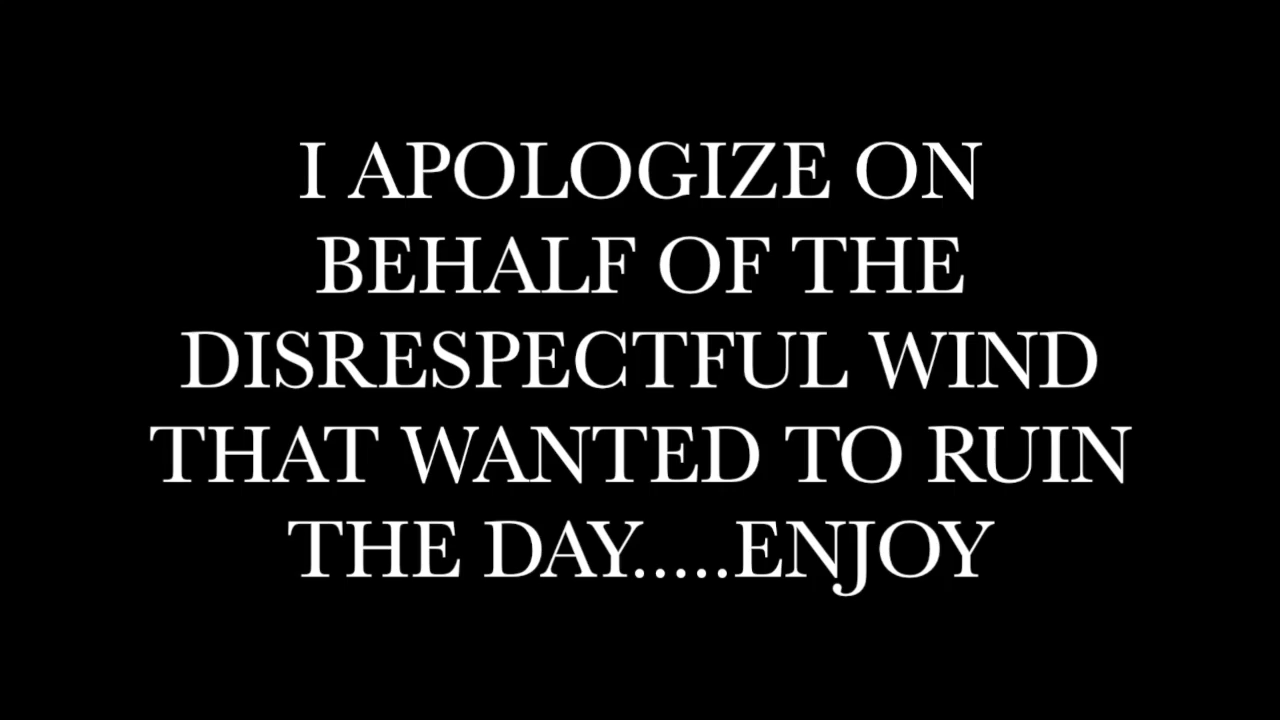 I APOLOGIZE ON
BEHALF OF THE
DISRESPECTFUL WIND
THAT WANTED TO RUIN
THE DAY.....ENJOY